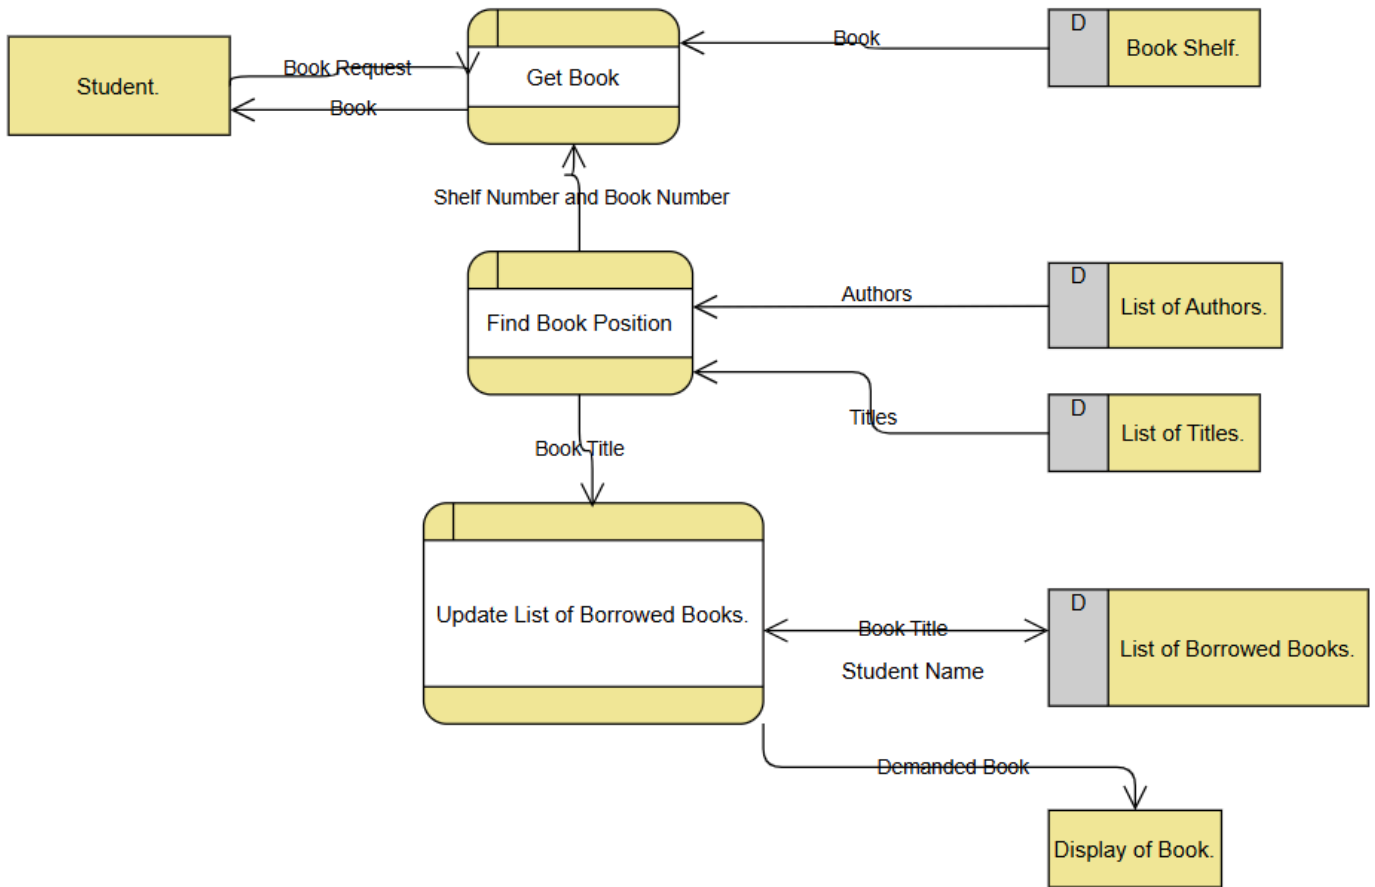 Student.
Book Request
Book
Get Book
Book
D
Book Shelf.
Shelf Number and Book Number
Find Book Position
Authors
D
List of Authors.
Titles
D
List of Titles.
Book Title
Update List of Borrowed Books.
Book Title
Student Name
D
List of Borrowed Books.
Demanded Book
Display of Book.